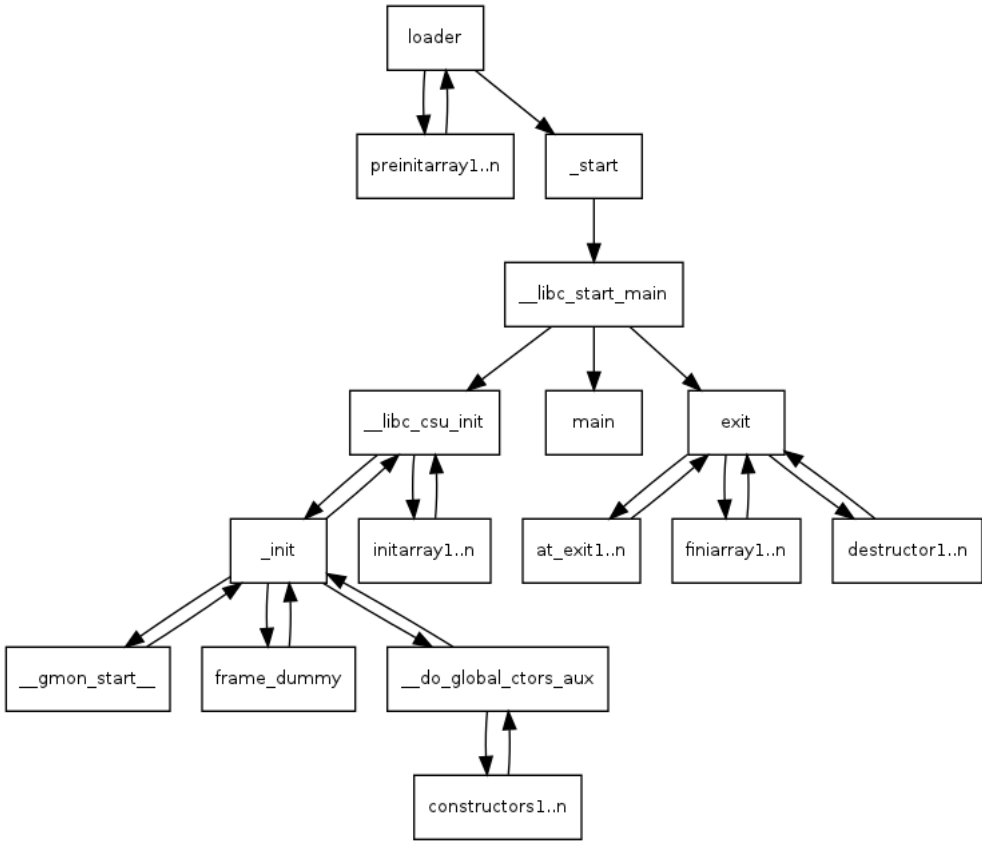 loader
preinitarray1..n
_start
__libc_start_main
__libc_csu_init
main
exit
_init
initarray1..n
at_exit1..n
finiarray1..n
destructor1..n
__gmon_start__
frame_dummy
__do_global_ctors_aux
constructors1..n